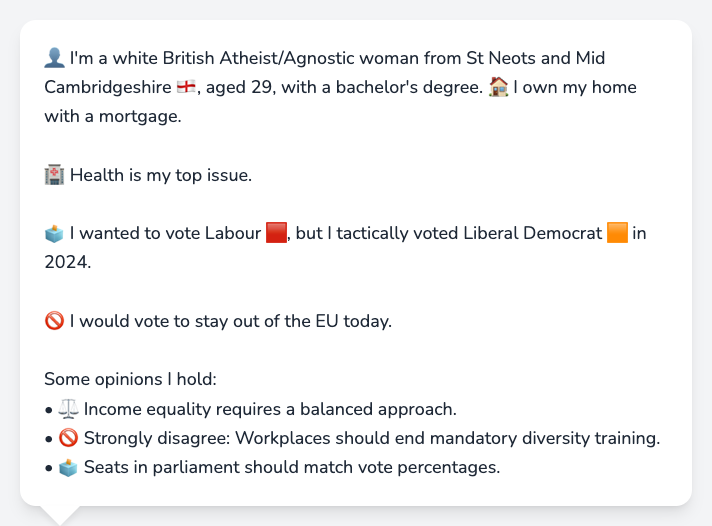 👤 I'm a white British Atheist/Agnostic woman from St Neots and Mid
Cambridgeshire 🏴󠁧󠁢󠁥󠁮󠁧󠁿, aged 29, with a bachelor's degree. 🏠 I own my home
with a mortgage.
🏥 Health is my top issue.
🗳️ I wanted to vote Labour 🟥, but I tactically voted Liberal Democrat 🟧 in
2024.
🚫 I would vote to stay out of the EU today.
Some opinions I hold:
• ⚖️ Income equality requires a balanced approach.
• 🚫 Strongly disagree: Workplaces should end mandatory diversity training.
• 🗳️ Seats in parliament should match vote percentages.